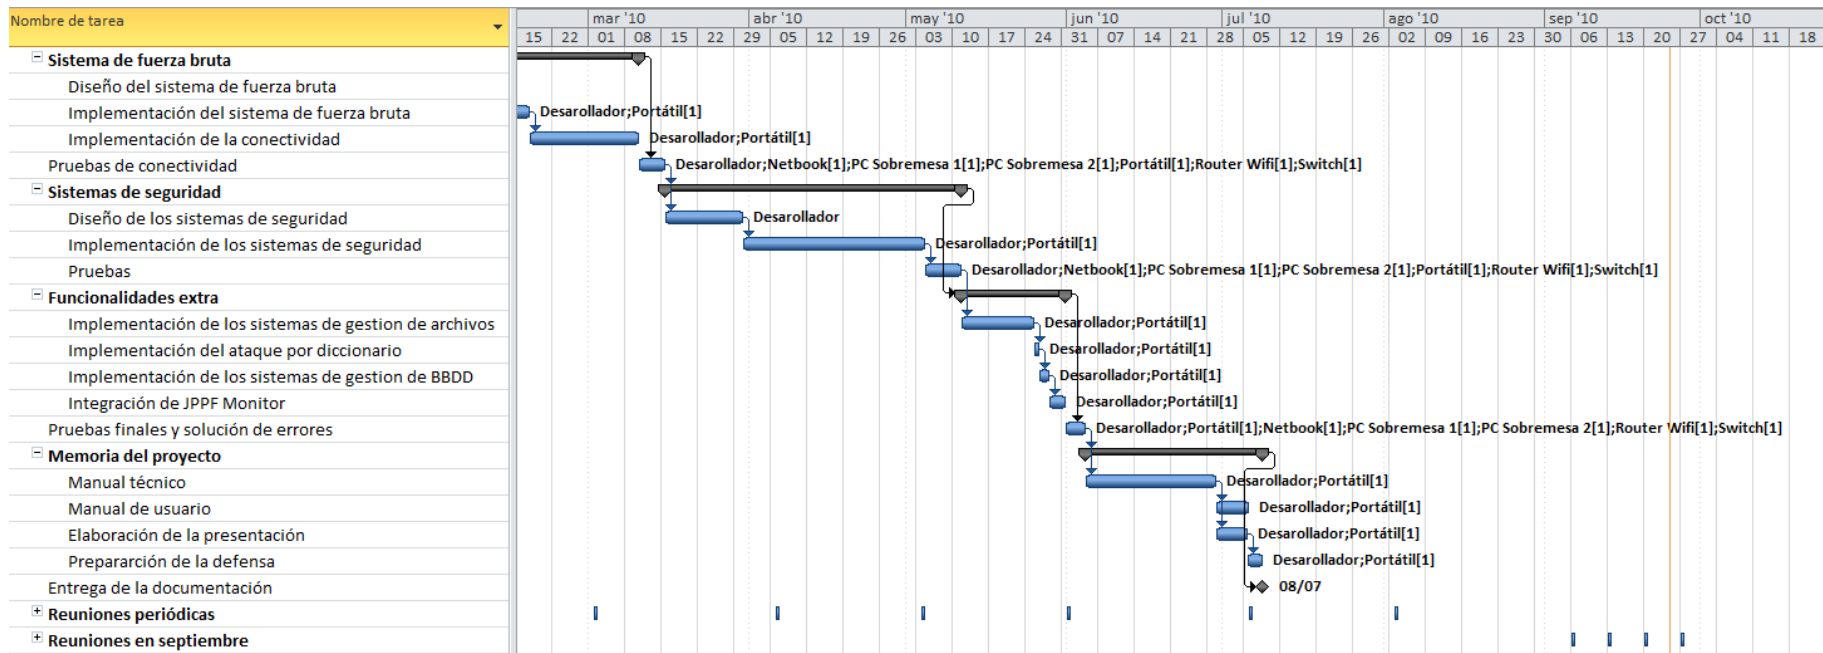 Nombre de tarea
mar '10 abr '10 may '10 jun '10 jul '10 ago '10 sep '10 oct '10
15 22 01 08 15 22 29 05 12 19 26 03 10 17 24 31 07 14 21 28 05 12 19 26 02 09 16 23 30 06 13 20 27 04 11 18
Sistema de fuerza bruta
Diseño del sistema de fuerza bruta
Implementación del sistema de fuerza bruta Desarollador;Portátil[1]
Implementación de la conectividad Desarollador;Portátil[1]
Pruebas de conectividad Desarollador;Netbook[1];PC Sobremesa 1[1];PC Sobremesa 2[1];Portátil[1];Router Wifi[1];Switch[1]
Sistemas de seguridad
Diseño de los sistemas de seguridad Desarollador
Implementación de los sistemas de seguridad Desarollador;Portátil[1]
Pruebas Desarollador;Netbook[1];PC Sobremesa 1[1];PC Sobremesa 2[1];Portátil[1];Router Wifi[1];Switch[1]
Funcionalidades extra
Implementación de los sistemas de gestion de archivos Desarollador;Portátil[1]
Implementación del ataque por diccionario Desarollador;Portátil[1]
Implementación de los sistemas de gestion de BBDD Desarollador;Portátil[1]
Integración de JPPF Monitor Desarollador;Portátil[1]
Pruebas finales y solución de errores Desarollador;Portátil[1];Netbook[1];PC Sobremesa 1[1];PC Sobremesa 2[1];Router Wifi[1];Switch[1]
Memoria del proyecto
Manual técnico Desarollador;Portátil[1]
Manual de usuario Desarollador;Portátil[1]
Elaboración de la presentación Desarollador;Portátil[1]
Prepararción de la defensa Desarollador;Portátil[1]
Entrega de la documentación 08/07
Reuniones periódicas
Reuniones en septiembre